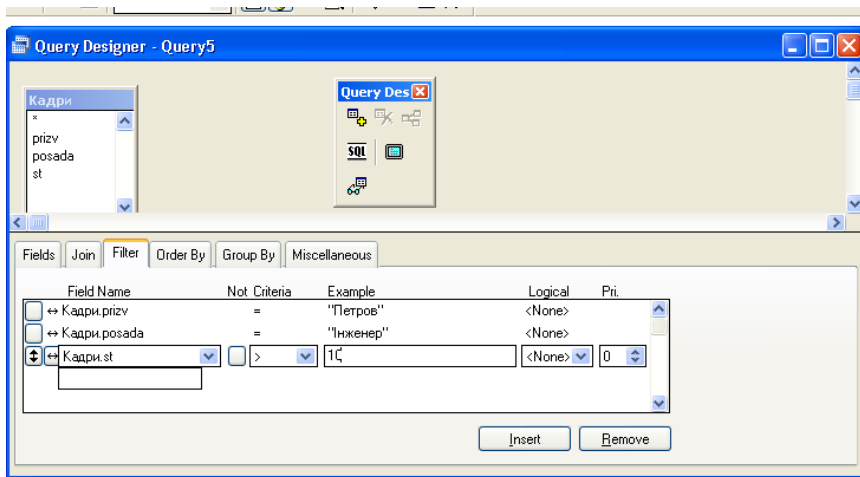 Query Designer - Query5
Кадри
*
prizv
posada
st
Query Des
SQL
Fields Join Filter Order By Group By Miscellaneous
Field Name Not Criteria Example Logical Pri.
Кадри.prizv = "Петров" <None>
Кадри.posada = "Інженер" <None>
Кадри.st > 10 <None> 0
Insert Remove